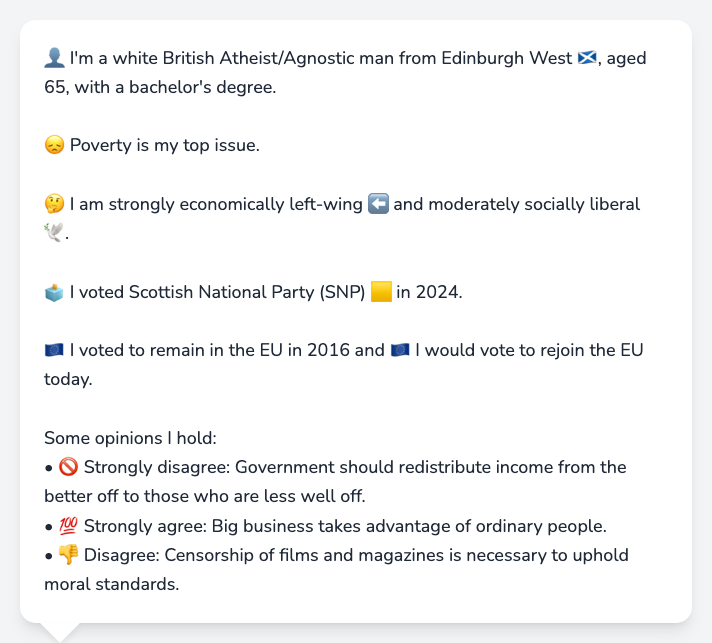 👤 I'm a white British Atheist/Agnostic man from Edinburgh West 🏴󠁧󠁢󠁳󠁣󠁴󠁿, aged
65, with a bachelor's degree.
😞 Poverty is my top issue.
🤔 I am strongly economically left-wing ⬅️ and moderately socially liberal
🕊️.
🗳️ I voted Scottish National Party (SNP) 🟨 in 2024.
🇪🇺 I voted to remain in the EU in 2016 and 🇪🇺 I would vote to rejoin the EU
today.
Some opinions I hold:
• 🚫 Strongly disagree: Government should redistribute income from the
better off to those who are less well off.
• 💯 Strongly agree: Big business takes advantage of ordinary people.
• 👎 Disagree: Censorship of films and magazines is necessary to uphold
moral standards.